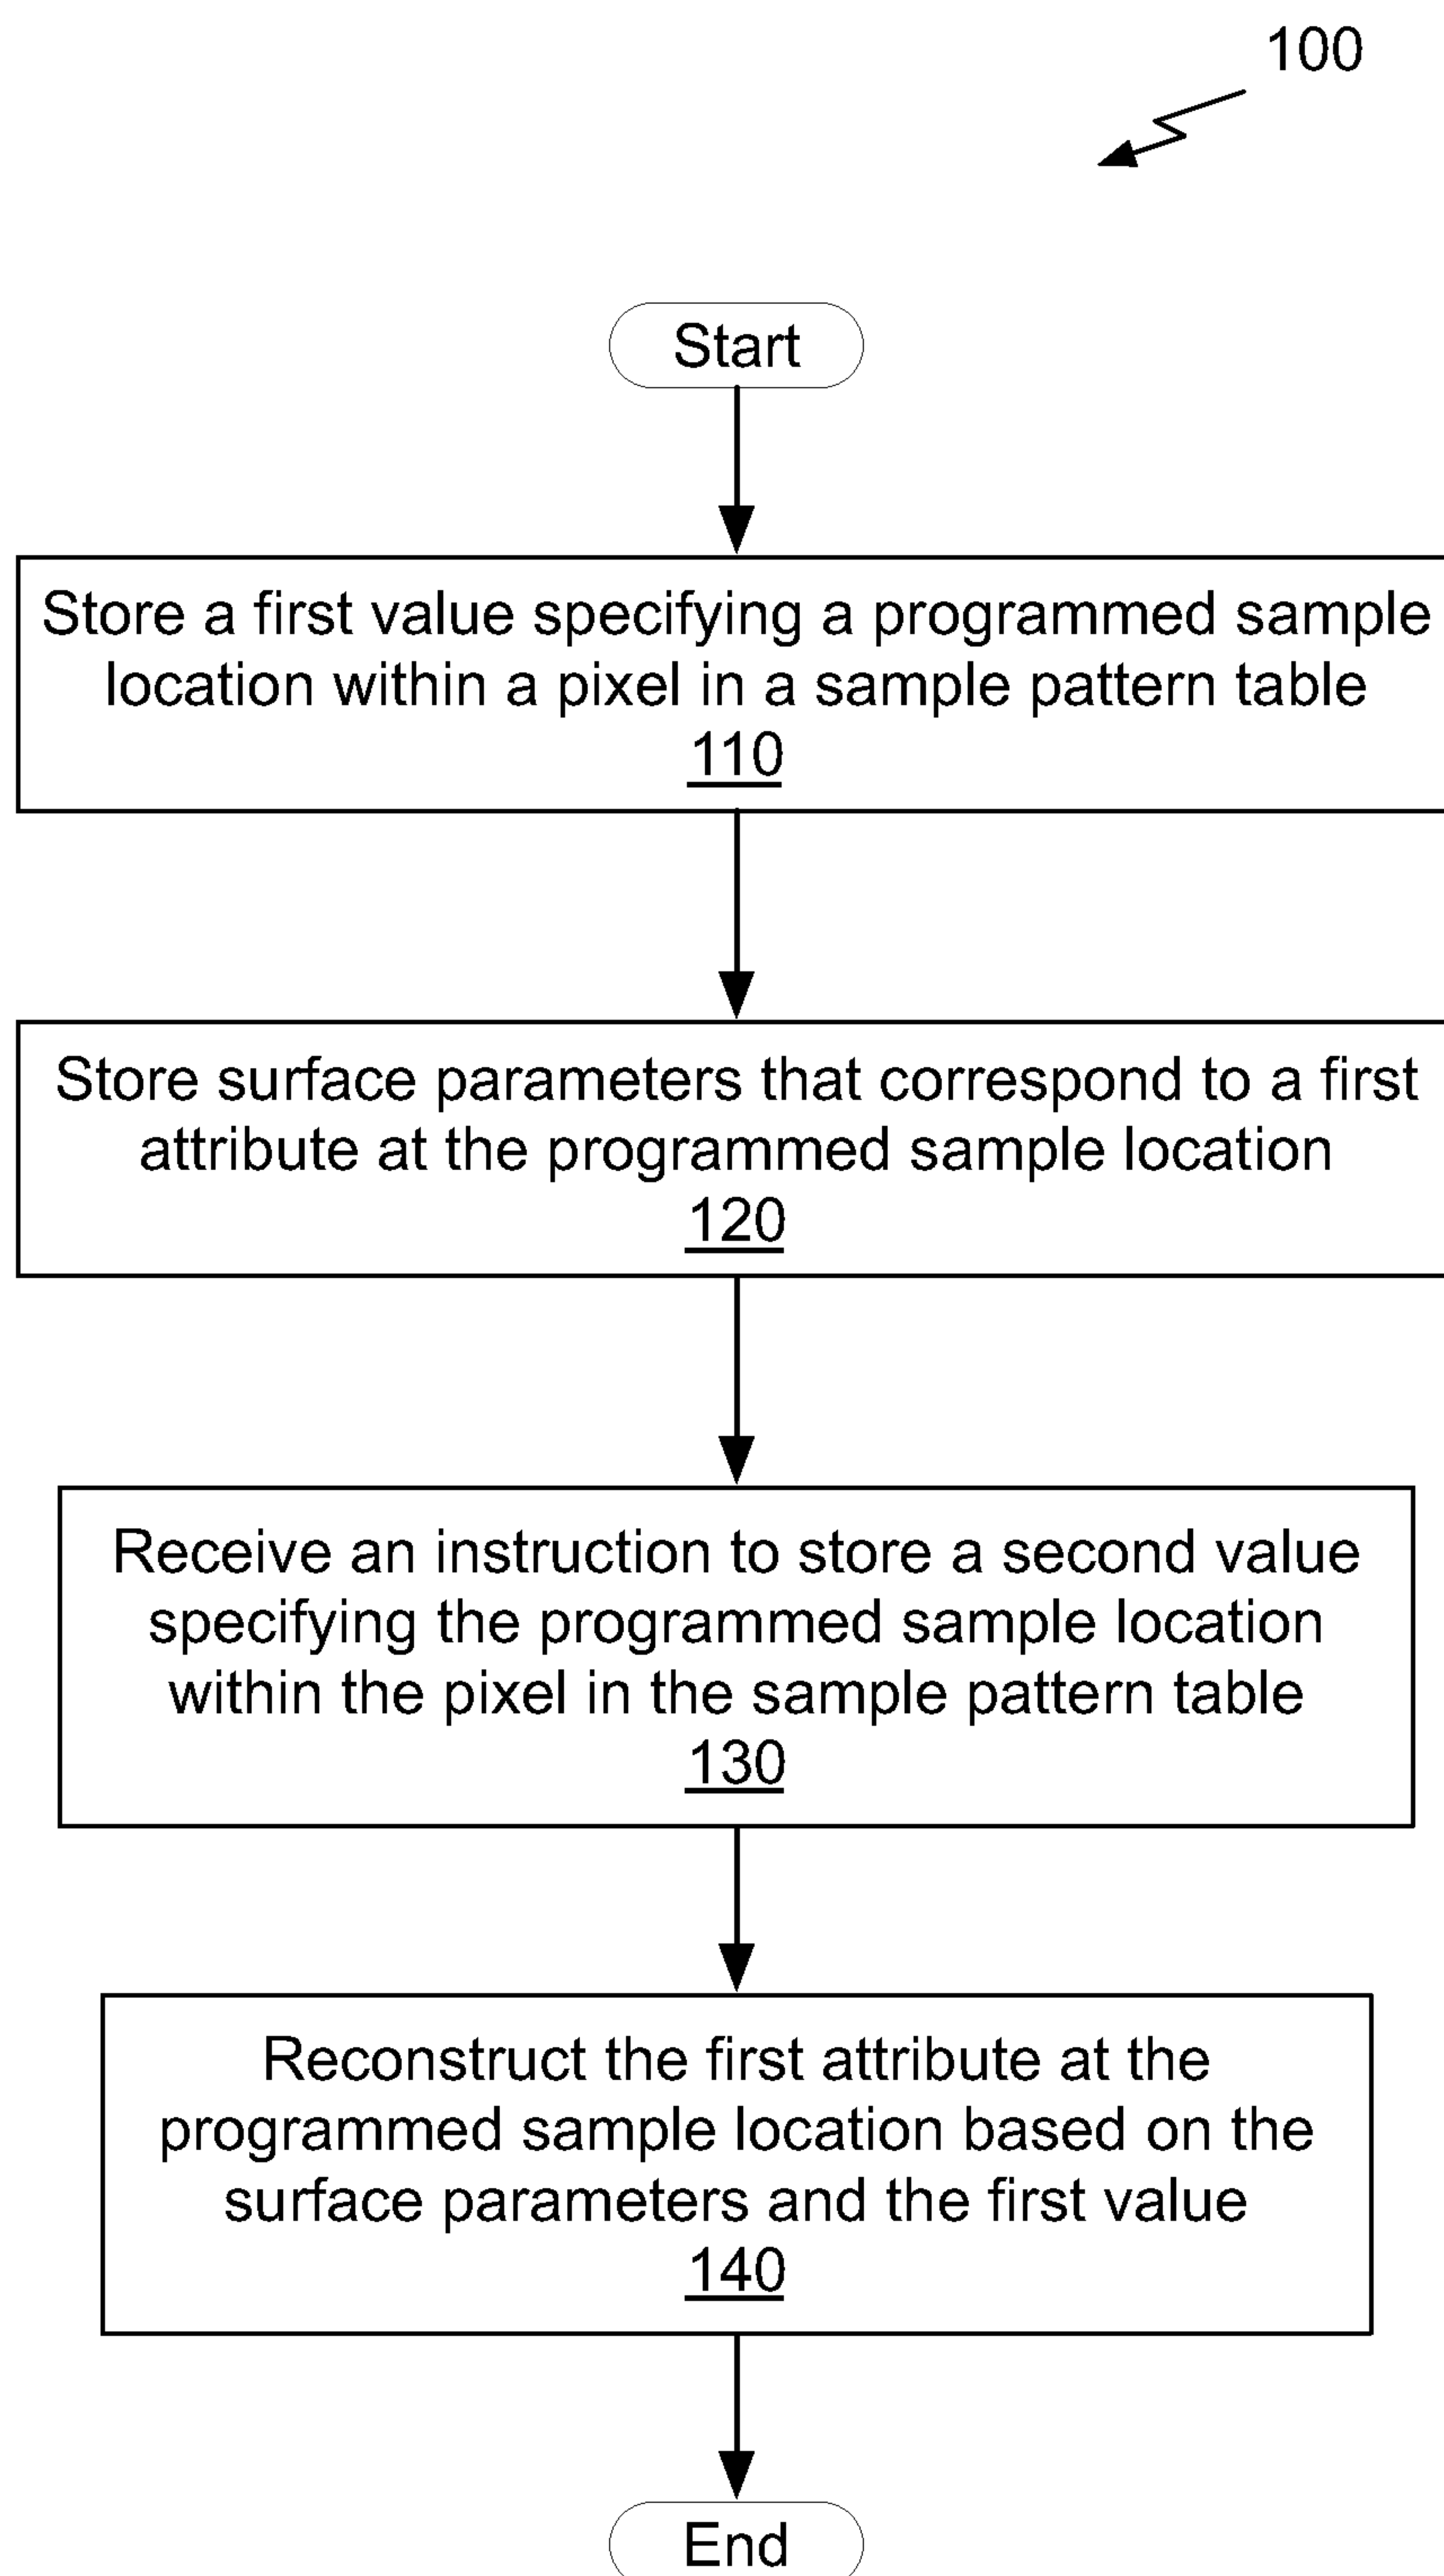 100
Start
Store a first value specifying a programmed sample
location within a pixel in a sample pattern table
110
Store surface parameters that correspond to a first
attribute at the programmed sample location
120
Receive an instruction to store a second value
specifying the programmed sample location
within the pixel in the sample pattern table
130
Reconstruct the first attribute at the
programmed sample location based on the
surface parameters and the first value
140
End